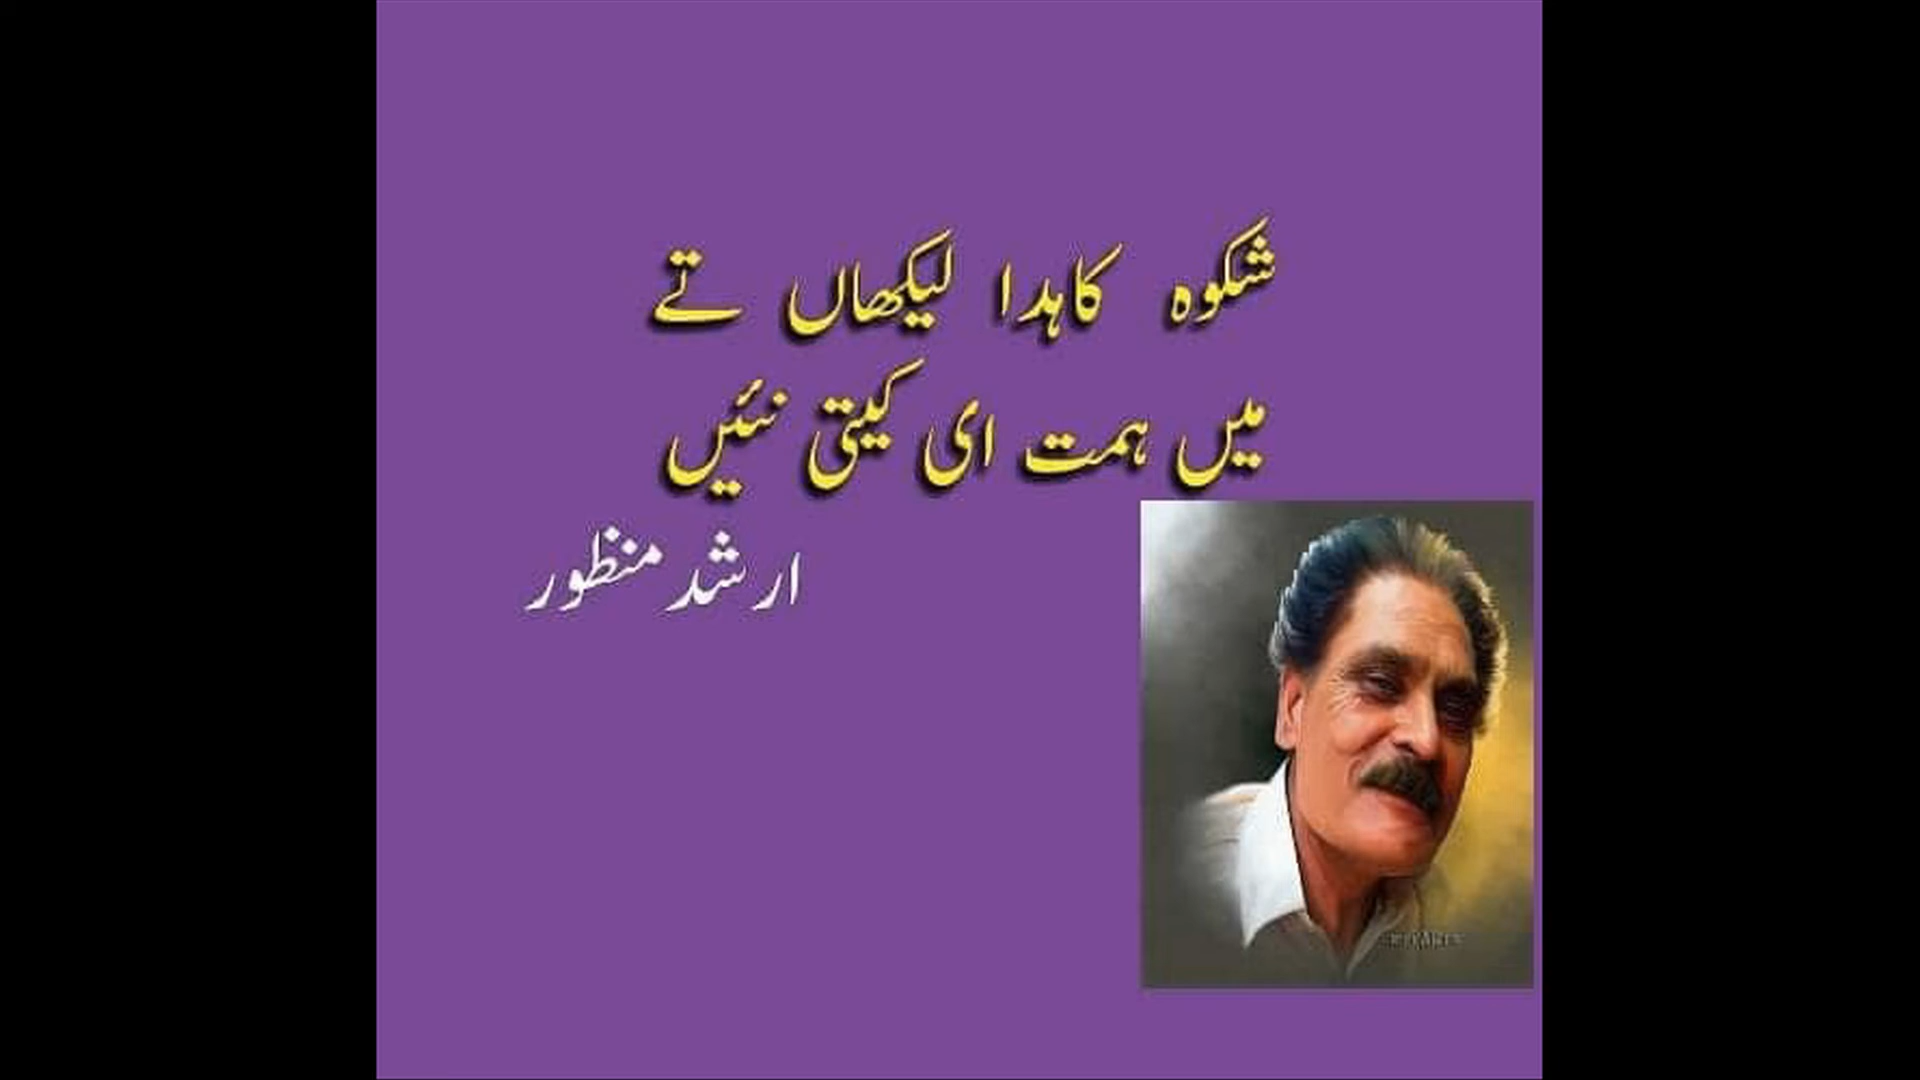 شکوہ کاہدا لیکھاں تے
میں ہمت ای کیتی نئیں
ارشد منظور